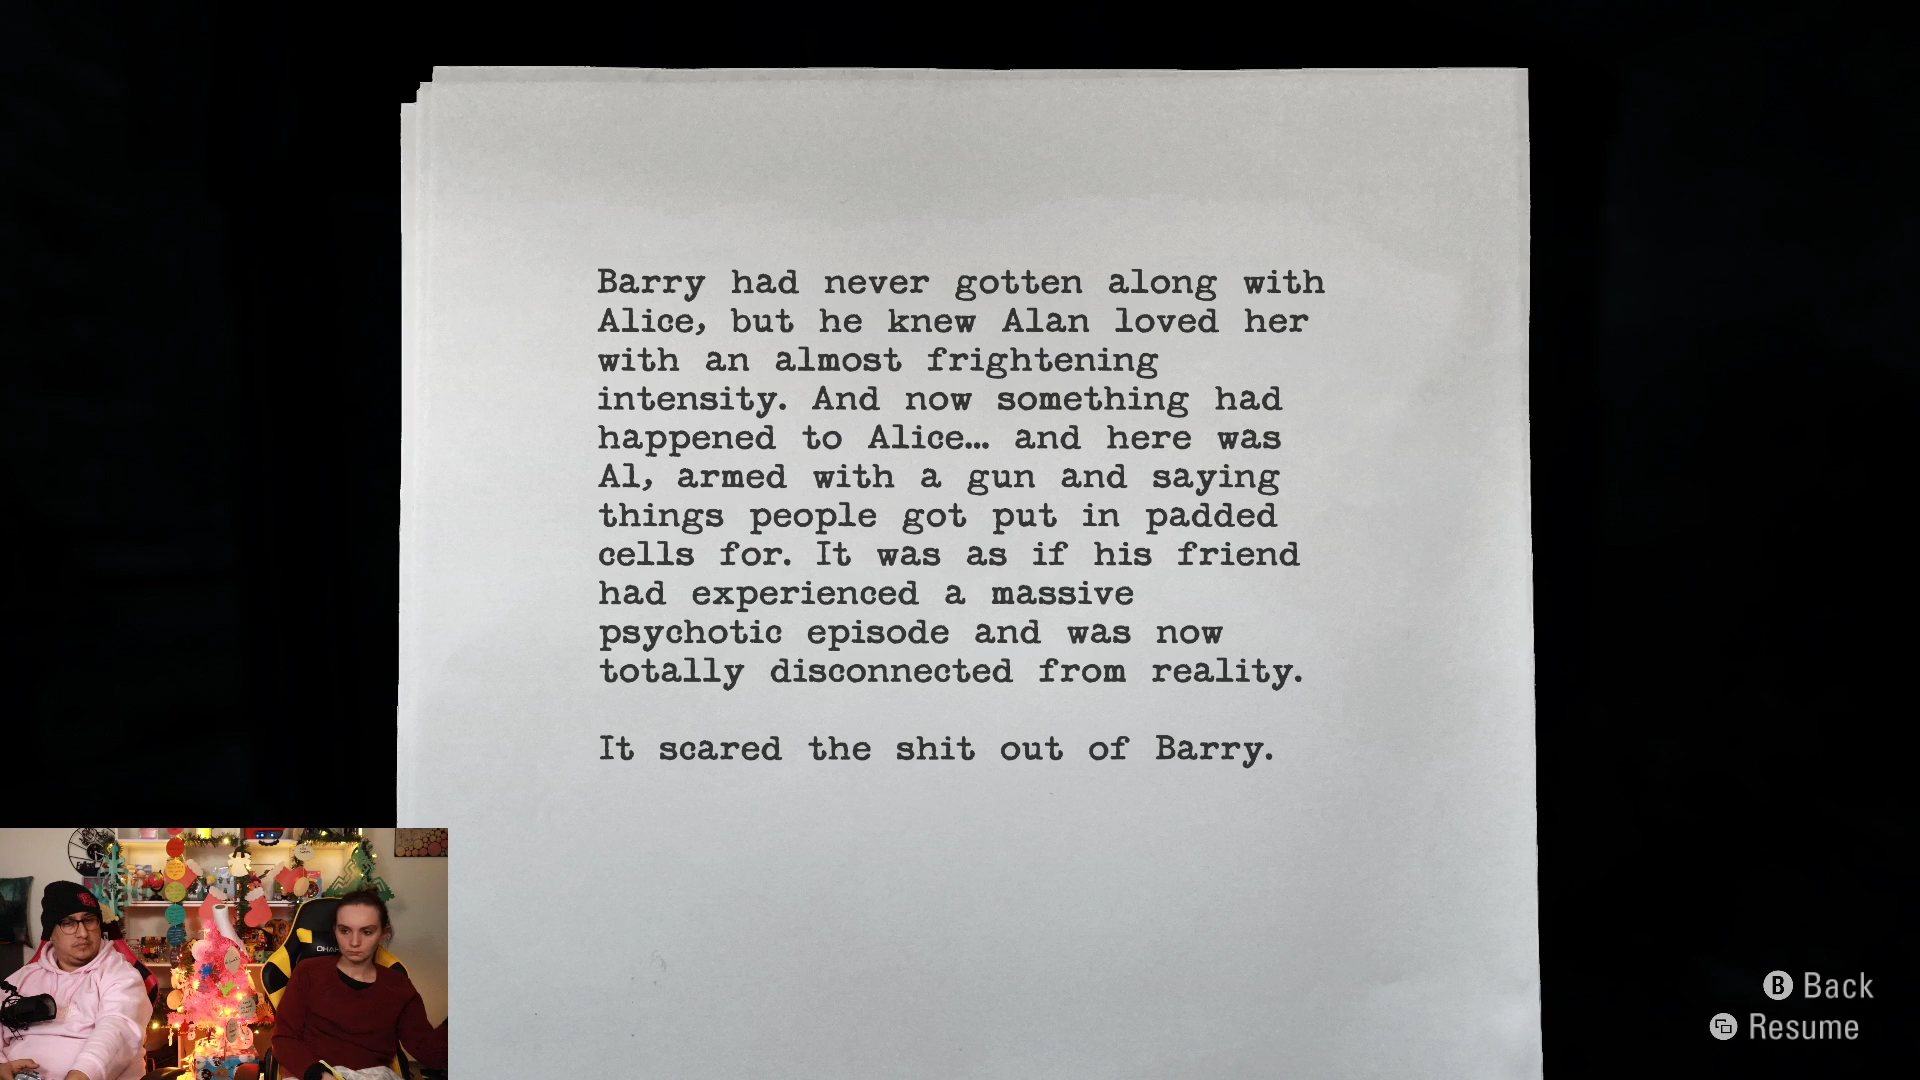 Barry had never gotten along with
Alice, but he knew Alan loved her
with an almost frightening
intensity. And now something had
happened to Alice… and here was
Al, armed with a gun and saying
things people got put in padded
cells for. It was as if his friend
had experienced a massive
psychotic episode and was now
totally disconnected from reality.
It scared the shit out of Barry.
B Back
Resume